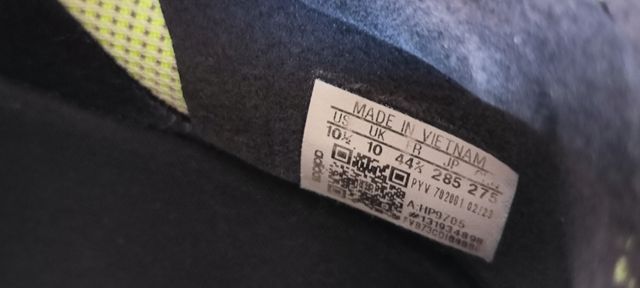 MADE IN VIETNAM
US UK FR JP
10½ 10 44⅔ 285 275
adidas
PYV 702001 02/23
A:HP9705